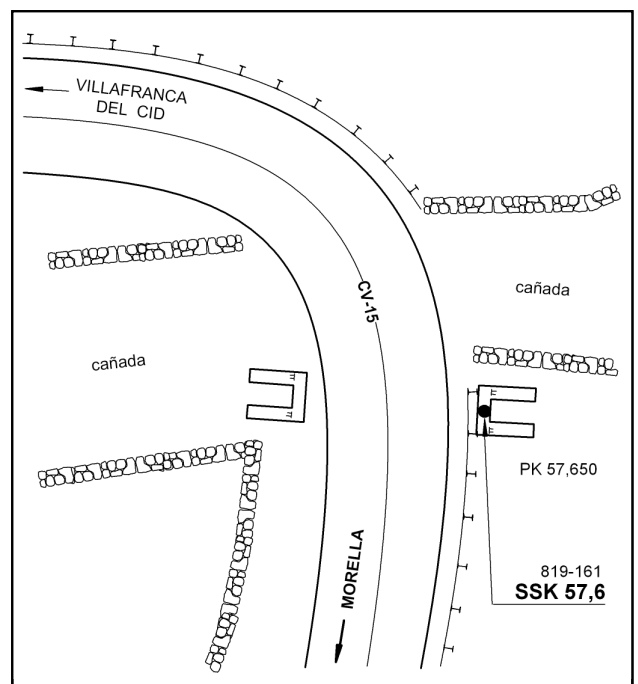 VILLAFRANCA
DEL CID
CV-15
cañada
cañada
PK 57,650
MORELLA
819-161
SSK 57,6